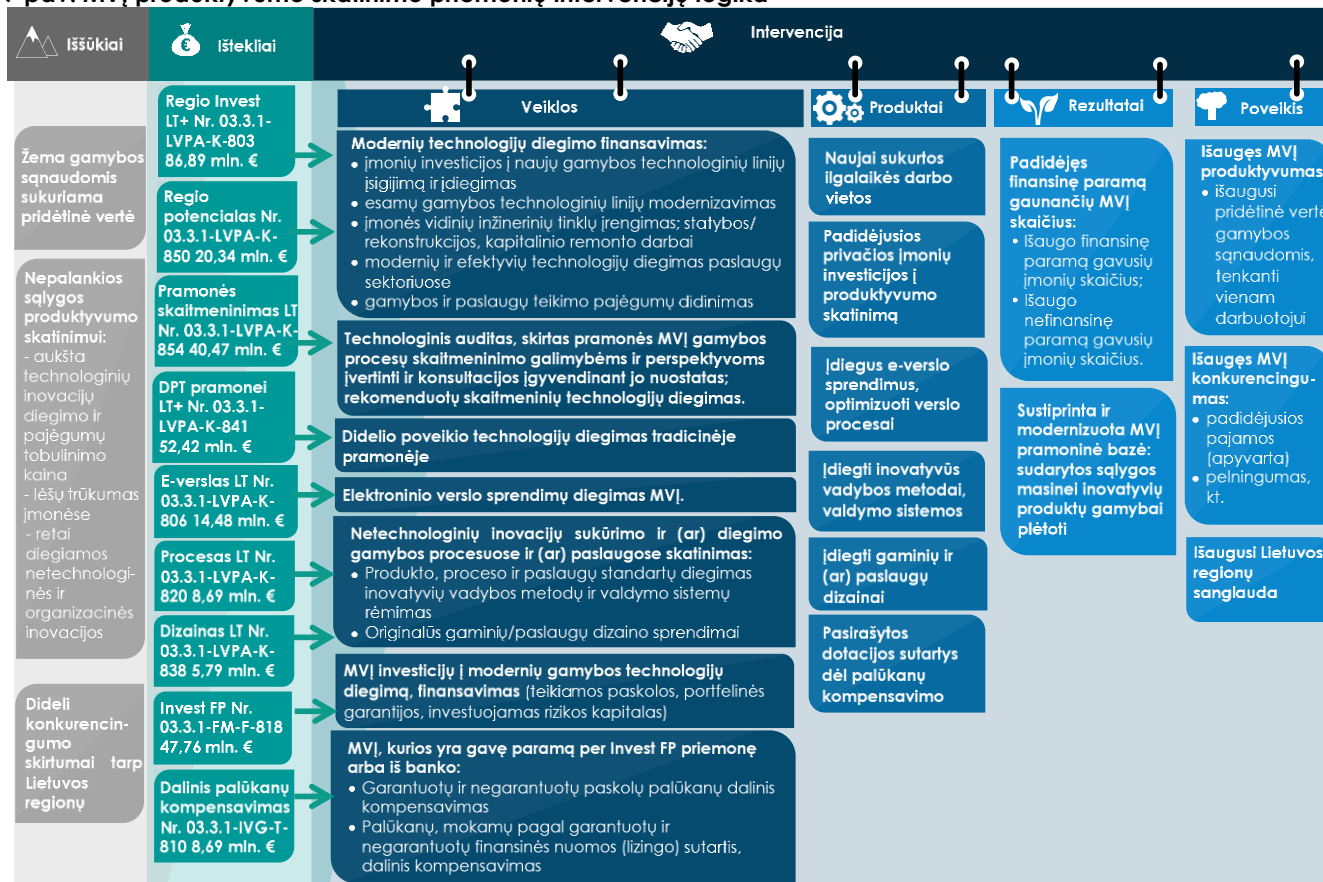 pav. MVĮ produktyvumo skatinimo priemonių intervencijų logika
Iššūkiai
Ištekliai
Intervencija
Veiklos
Produktai
Rezultatai
Poveikis
Žema gamybos
sąnaudomis
sukuriama
pridėtinė vertė
Nepalankios
sąlygos
produktyvumo
skatinimui:
- aukšta
technologinių
inovacijų
diegimo ir
pajėgumų
tobulinimo
kaina
- lėšų trūkumas
įmonėse
- retai
diegiamos
netechnologi-
nės ir
organizacinės
inovacijos
Dideli
konkurencin-
gumo
skirtumai tarp
Lietuvos
regionų
Regio Invest
LT+ Nr. 03.3.1-
LVPA-K-803
86,89 mln. €
Regio
potencialas Nr.
03.3.1-LVPA-K-
850 20,34 mln. €
Pramonės
skaitmeninimas LT
Nr. 03.3.1-LVPA-K-
854 40,47 mln. €
DPT pramonei
LT+ Nr. 03.3.1-
LVPA-K-841
52,42 mln. €
E-verslas LT Nr.
03.3.1-LVPA-K-
806 14,48 mln. €
Procesas LT Nr.
03.3.1-LVPA-K-
820 8,69 mln. €
Dizainas LT Nr.
03.3.1-LVPA-K-
838 5,79 mln. €
Invest FP Nr.
03.3.1-FM-F-818
47,76 mln. €
Dalinis palūkanų
kompensavimas
Nr. 03.3.1-IVG-T-
810 8,69 mln. €
Modernių technologijų diegimo finansavimas:
• įmonių investicijos į naujų gamybos technologinių linijų
įsigijimą ir įdiegimas
• esamų gamybos technologinių linijų modernizavimas
• įmonės vidinių inžinerinių tinklų įrengimas; statybos/
rekonstrukcijos, kapitalinio remonto darbai
• modernių ir efektyvių technologijų diegimas paslaugų
sektoriuose
• gamybos ir paslaugų teikimo pajėgumų didinimas
Technologinis auditas, skirtas pramonės MVĮ gamybos
procesų skaitmeninimo galimybėms ir perspektyvoms
įvertinti ir konsultacijos įgyvendinant jo nuostatas;
rekomenduotų skaitmeninių technologijų diegimas.
Didelio poveikio technologijų diegimas tradicinėje
pramonėje
Elektroninio verslo sprendimų diegimas MVĮ.
Netechnologinių inovacijų sukūrimo ir (ar) diegimo
gamybos procesuose ir (ar) paslaugose skatinimas:
• Produkto, proceso ir paslaugų standartų diegimas
inovatyvių vadybos metodų ir valdymo sistemų
rėmimas
• Originalūs gaminių/paslaugų dizaino sprendimai
MVĮ investicijų į modernių gamybos technologijų
diegimą, finansavimas (teikiamos paskolos, portfelinės
garantijos, investuojamas rizikos kapitalas)
MVĮ, kurios yra gavę paramą per Invest FP priemonę
arba iš banko:
• Garantuotų ir negarantuotų paskolų palūkanų dalinis
kompensavimas
• Palūkanų, mokamų pagal garantuotų ir
negarantuotų finansinės nuomos (lizingo) sutartis,
dalinis kompensavimas
Naujai sukurtos
ilgalaikės darbo
vietos
Padidėjusios
privačios įmonių
investicijos į
produktyvumo
skatinimą
Įdiegus e-verslo
sprendimus,
optimizuoti verslo
procesai
Įdiegti inovatyvūs
vadybos metodai,
valdymo sistemos
įdiegti gaminių ir
(ar) paslaugų
dizainai
Pasirašytos
dotacijos sutartys
dėl palūkanų
kompensavimo
Padidėjęs
finansinę paramą
gaunančių MVĮ
skaičius:
• Išaugo finansinę
paramą gavusių
įmonių skaičius;
• Išaugo
nefinansinę
paramą gavusių
įmonių skaičius.
Sustiprinta ir
modernizuota MVĮ
pramoninė bazė:
sudarytos sąlygos
masinei inovatyvių
produktų gamybai
plėtoti
Išaugęs MVĮ
produktyvumas
• išaugusi
pridėtinė vertė
gamybos
sąnaudomis,
tenkanti
vienam
darbuotojui
Išaugęs MVĮ
konkurencingu-
mas:
• padidėjusios
pajamos
(apyvarta)
• pelningumas,
kt.
Išaugusi Lietuvos
regionų
sanglauda